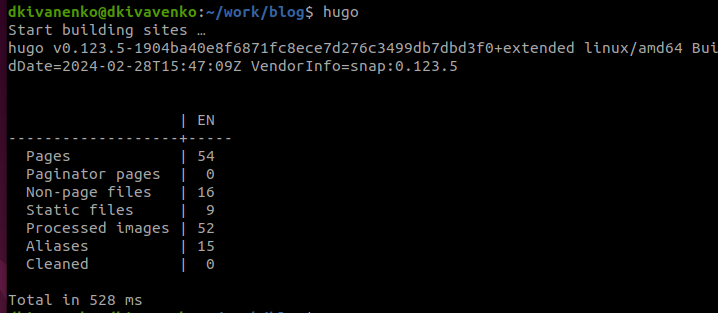 dkivanenko@dkivavenko:~/work/blog$ hugo
Start building sites …
hugo v0.123.5-1904ba40e8f6871fc8ece7d276c3499db7dbd3f0+extended linux/amd64 Bui
dDate=2024-02-28T15:47:09Z VendorInfo=snap:0.123.5
| EN
-------------------+-----
Pages | 54
Paginator pages | 0
Non-page files | 16
Static files | 9
Processed images | 52
Aliases | 15
Cleaned | 0
Total in 528 ms